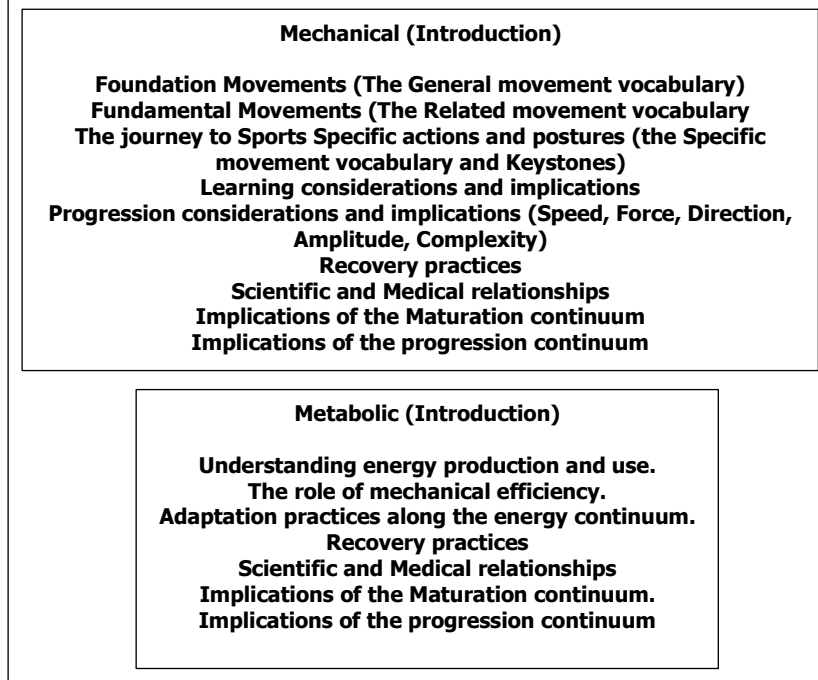 Mechanical (Introduction)
Foundation Movements (The General movement vocabulary)
Fundamental Movements (The Related movement vocabulary
The journey to Sports Specific actions and postures (the Specific
movement vocabulary and Keystones)
Learning considerations and implications
Progression considerations and implications (Speed, Force, Direction,
Amplitude, Complexity)
Recovery practices
Scientific and Medical relationships
Implications of the Maturation continuum
Implications of the progression continuum
Metabolic (Introduction)
Understanding energy production and use.
The role of mechanical efficiency.
Adaptation practices along the energy continuum.
Recovery practices
Scientific and Medical relationships
Implications of the Maturation continuum.
Implications of the progression continuum